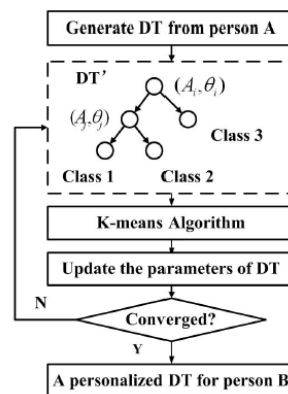 Generate DT from person A
DT'
(A_i, θ_i)
(A_j, θ_j)
Class 3
Class 1
Class 2
K-means Algorithm
Update the parameters of DT
N
Converged?
Y
A personalized DT for person B